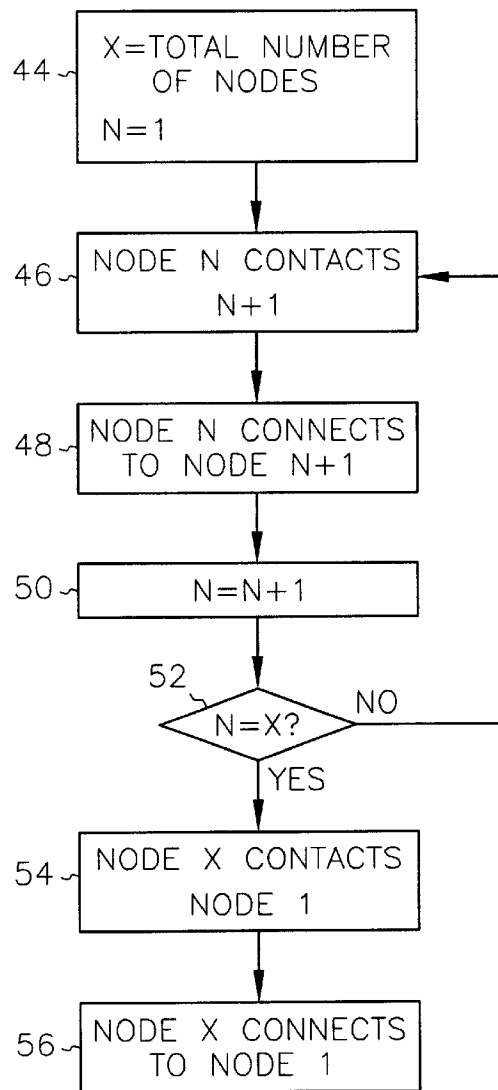 44
X=TOTAL NUMBER
OF NODES
N=1
46
NODE N CONTACTS
N+1
48
NODE N CONNECTS
TO NODE N+1
50
N=N+1
52
N=X?
NO
YES
54
NODE X CONTACTS
NODE 1
56
NODE X CONNECTS
TO NODE 1